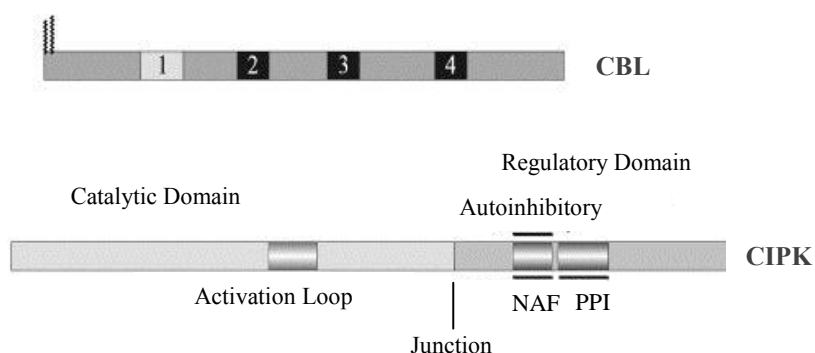 1 2 3 4 CBL
Regulatory Domain
Catalytic Domain
Autoinhibitory
CIPK
Activation Loop NAF PPI
Junction